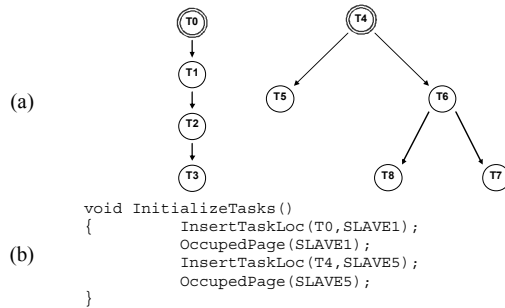 T0 T4
T1
T5 T6
(a)
T2
T3 T8 T7
void InitializeTasks()
{ InsertTaskLoc(T0,SLAVE1);
OccupedPage(SLAVE1);
(b) InsertTaskLoc(T4,SLAVE5);
OccupedPage(SLAVE5);
}